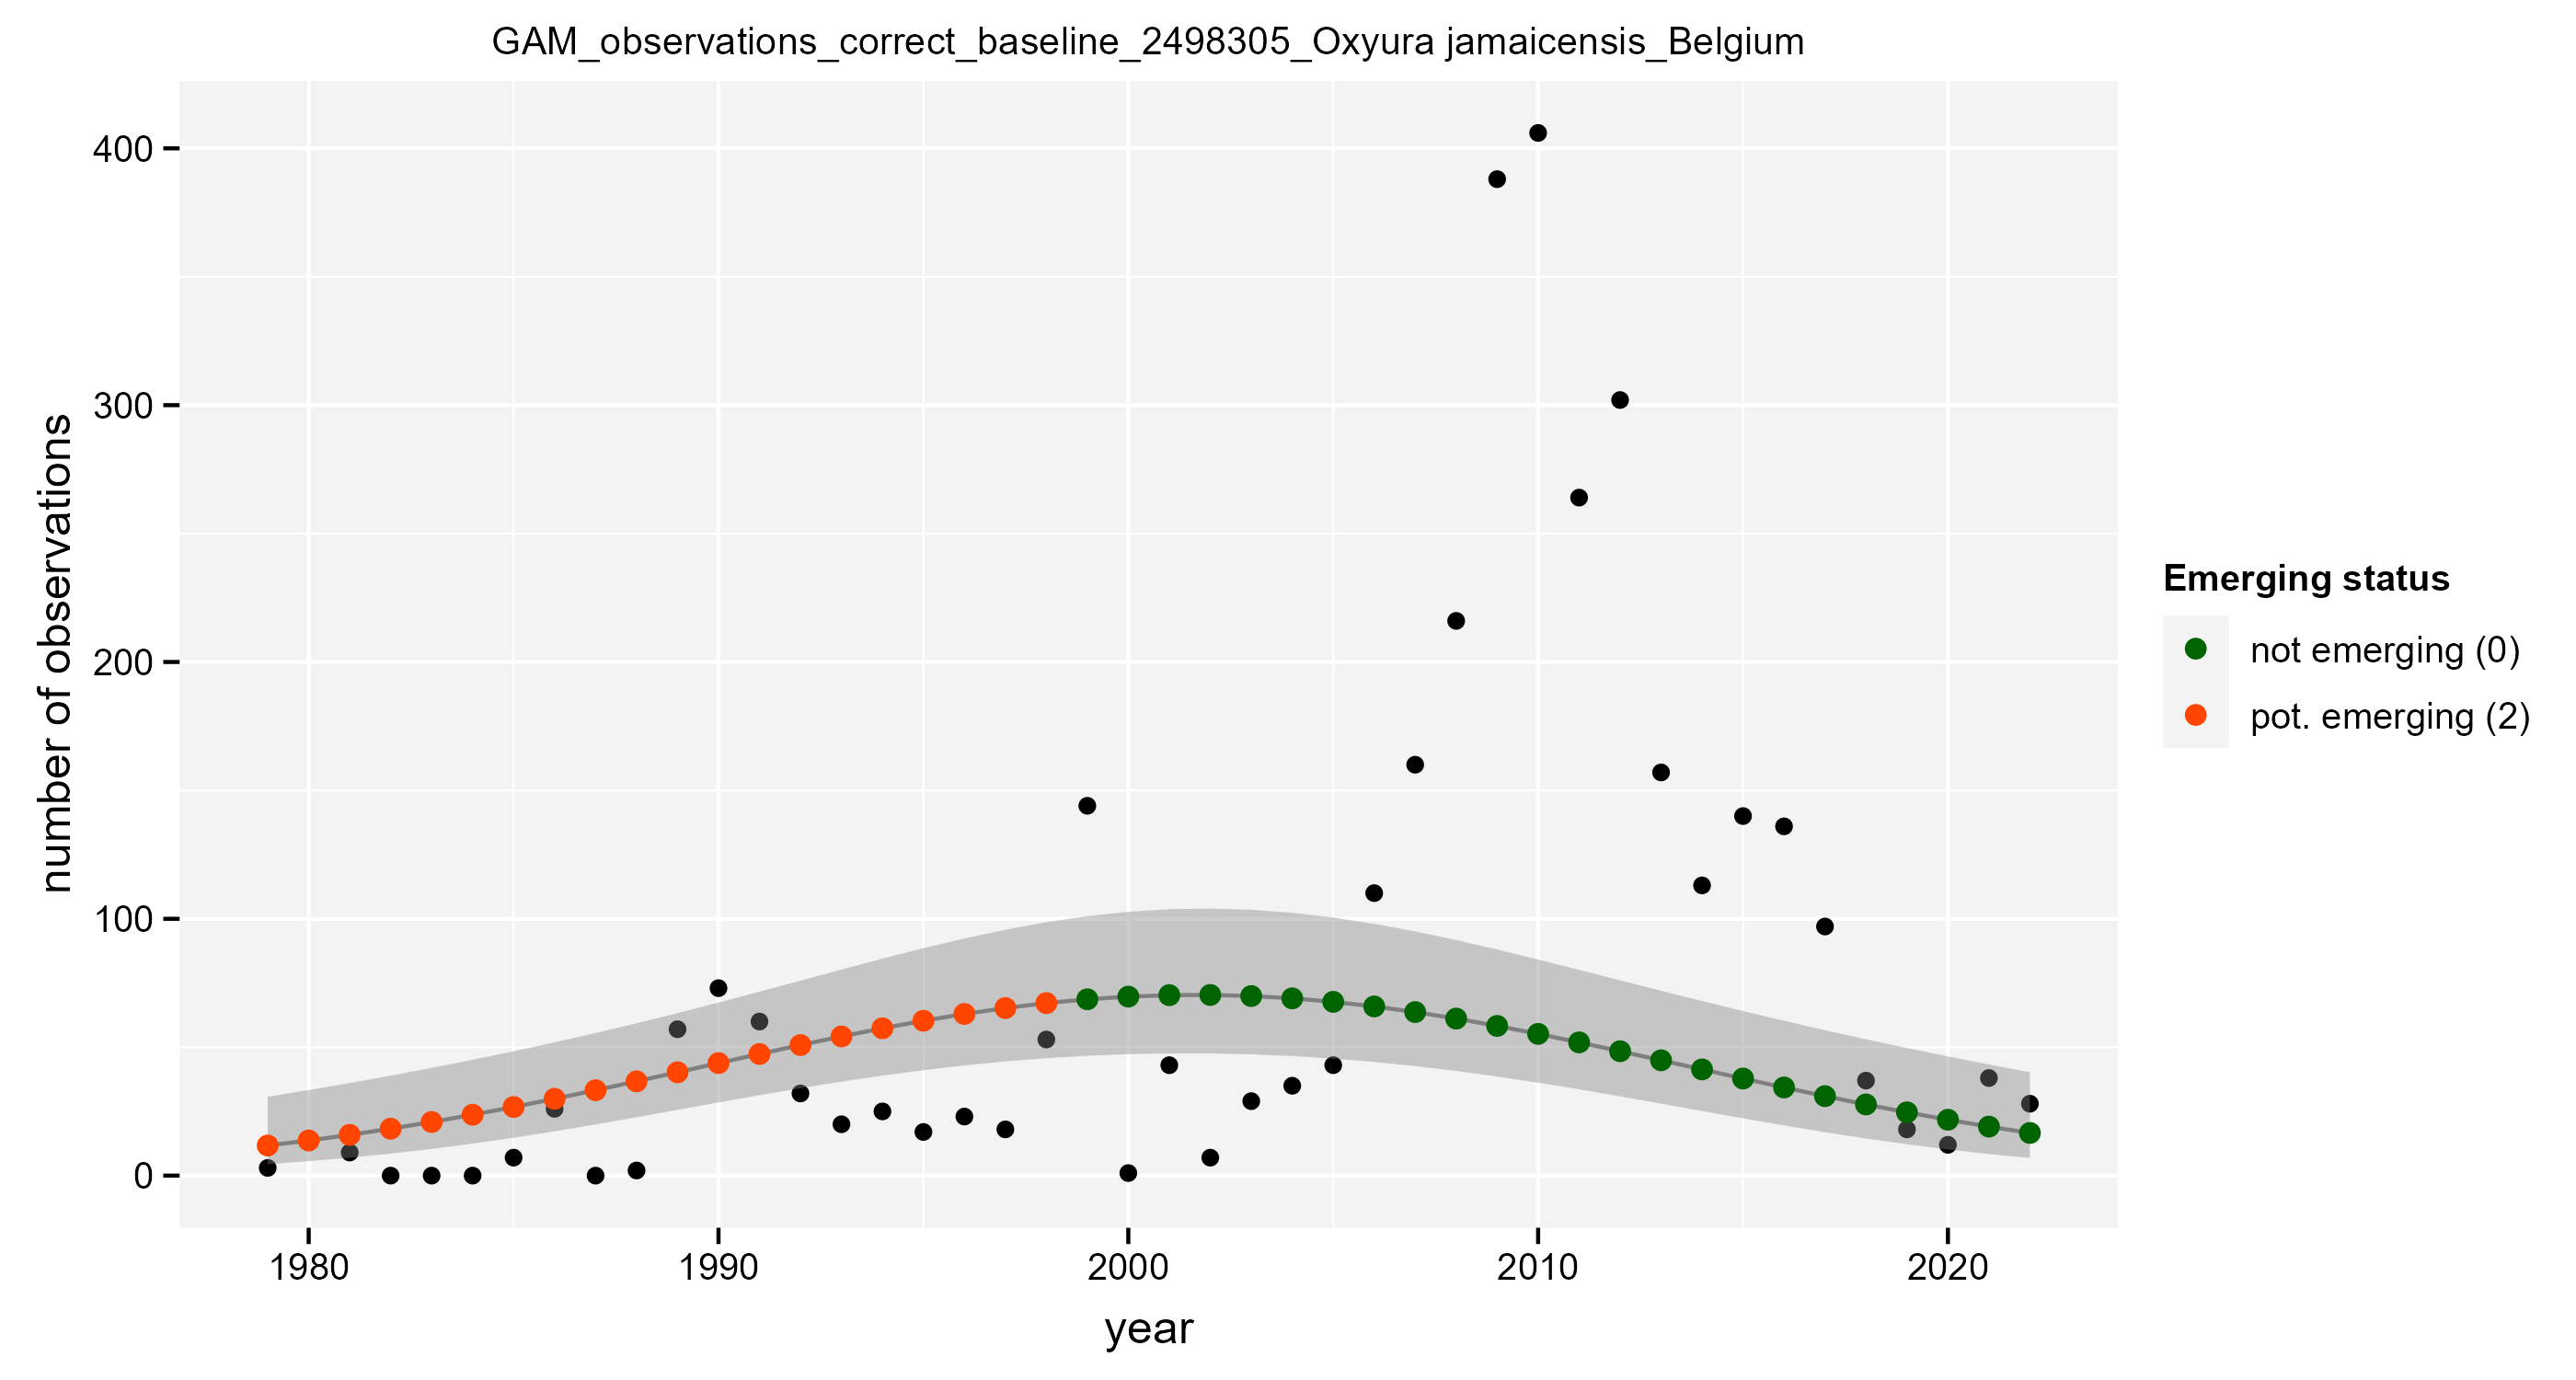 GAM_observations_correct_baseline_2498305_Oxyura jamaicensis_Belgium
number of observations
400
300
200
100
0
1980 1990 2000 2010 2020
year
Emerging status
not emerging (0)
pot. emerging (2)